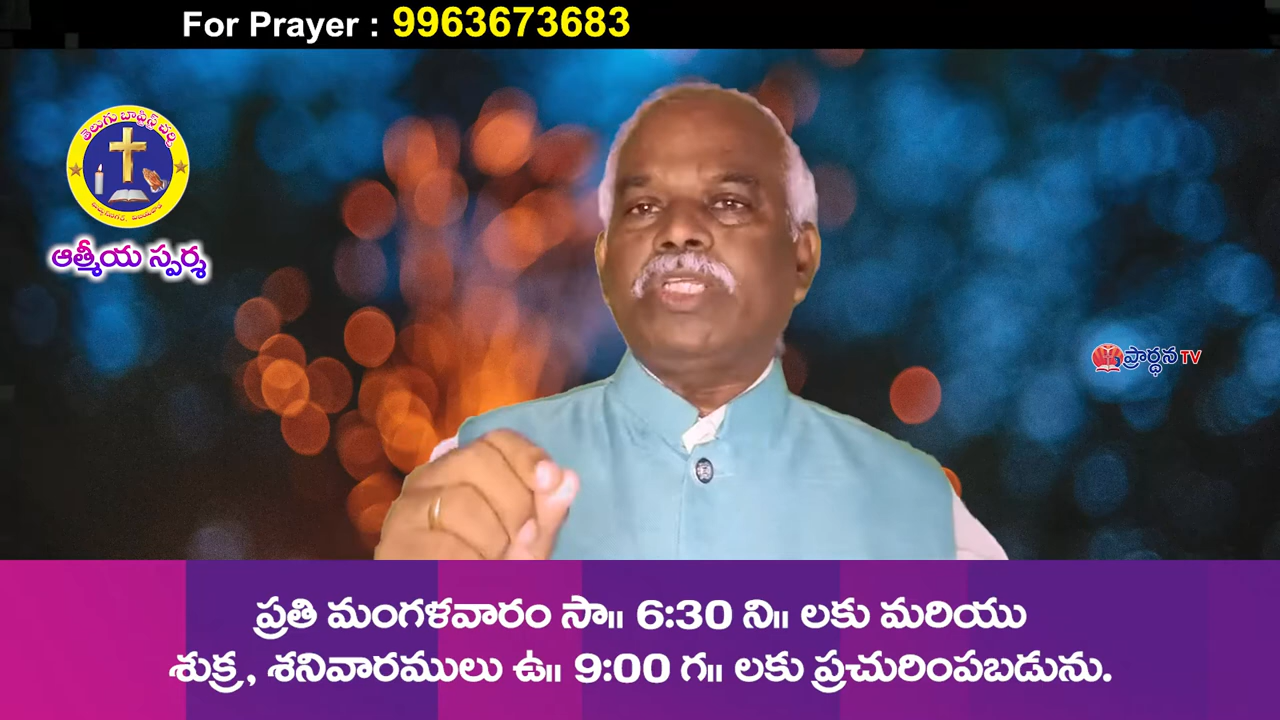 For Prayer : 9963673683
తెలుగు బాప్టిస్ట్ చర్చి
ఆత్మీయ స్పర్శ
ప్రార్థన TV
ప్రతి మంగళవారం సా॥ 6:30 ని॥ లకు మరియు
శుక్ర, శనివారములు ఉ॥ 9:00 గ॥ లకు ప్రచురింపబడును.